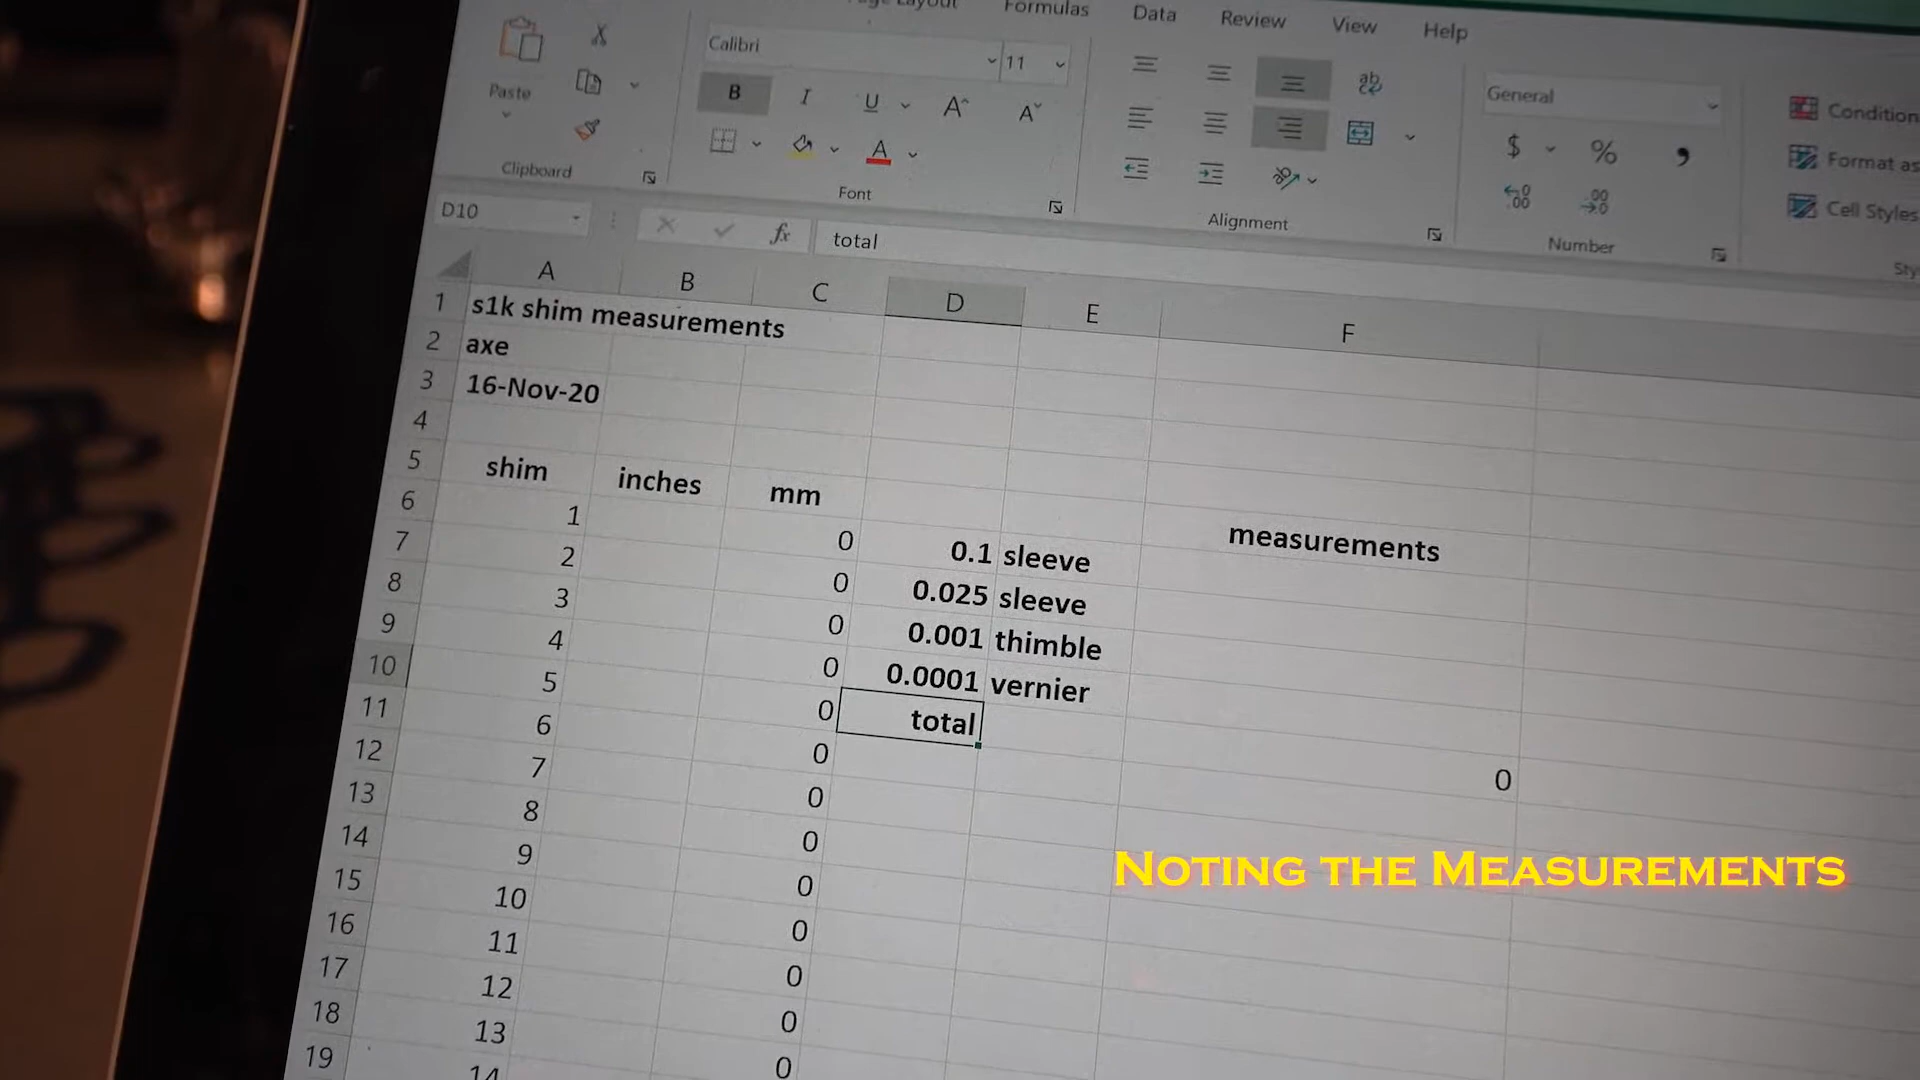 Page Layout Formulas Data Review View Help
Calibri 11 General
Paste B I U A A ab $ % Condition
Format as
Cell Styles
Clipboard Font Alignment Number
D10 fx total
A B C D E F
1 s1k shim measurements
2 axe
3 16-Nov-20
4
5 shim inches mm measurements
6 1 0 0.1 sleeve
7 2 0 0.025 sleeve
8 3 0 0.001 thimble
9 4 0 0.0001 vernier
10 5 0 total 0
11 6 0
12 7 0
13 8 0
14 9 0
15 10 0
16 11 0
17 12 0
18 13 0
19 14 0
Noting the Measurements